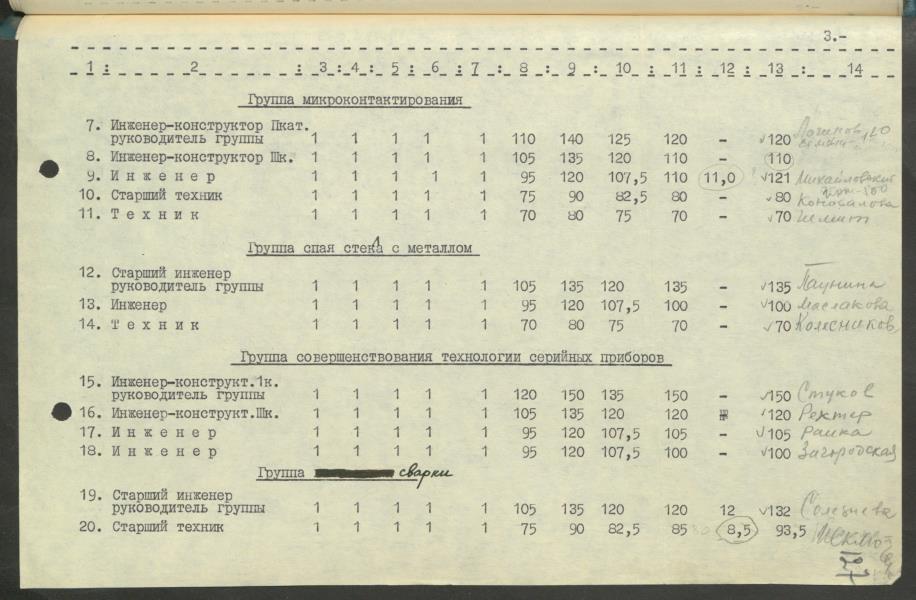 3.-
1 : 2 : 3 : 4 : 5 : 6 : 7 : 8 : 9 : 10 : 11 : 12 : 13 : 14
Группа микроконтактирования
7. Инженер-конструктор Пкат.
руководитель группы 1 1 1 1 1 110 140 125 120 - √120
8. Инженер-конструктор Шк. 1 1 1 1 1 105 135 120 110 - (110)
9. И н ж е н е р 1 1 1 1 1 95 120 107,5 110 11,0 √121 Михайловский
10. Старший техник 1 1 1 1 1 75 90 82,5 80 - √80 Коновалова
11. Т е х н и к 1 1 1 1 1 70 80 75 70 - √70 Шмит
Группа спая стекла с металлом
12. Старший инженер
руководитель группы 1 1 1 1 1 105 135 120 135 - √135 Паунина
13. Инженер 1 1 1 1 1 95 120 107,5 100 - √100 Маслакова
14. Т е х н и к 1 1 1 1 1 70 80 75 70 - √70 Колесников
Группа совершенствования технологии серийных приборов
15. Инженер-конструкт.1к.
руководитель группы 1 1 1 1 1 120 150 135 150 - √150 Стуков
16. Инженер-конструкт.Шк. 1 1 1 1 1 105 135 120 120 √120 Рехтер
17. И н ж е н е р 1 1 1 1 1 95 120 107,5 105 - √105 Раика
18. И н ж е н е р 1 1 1 1 1 95 120 107,5 100 - √100 Загородская
Группа сварки
19. Старший инженер
руководитель группы 1 1 1 1 1 105 135 120 120 12 √132 Селезнева
20. Старший техник 1 1 1 1 1 75 90 82,5 85 8,5 93,5